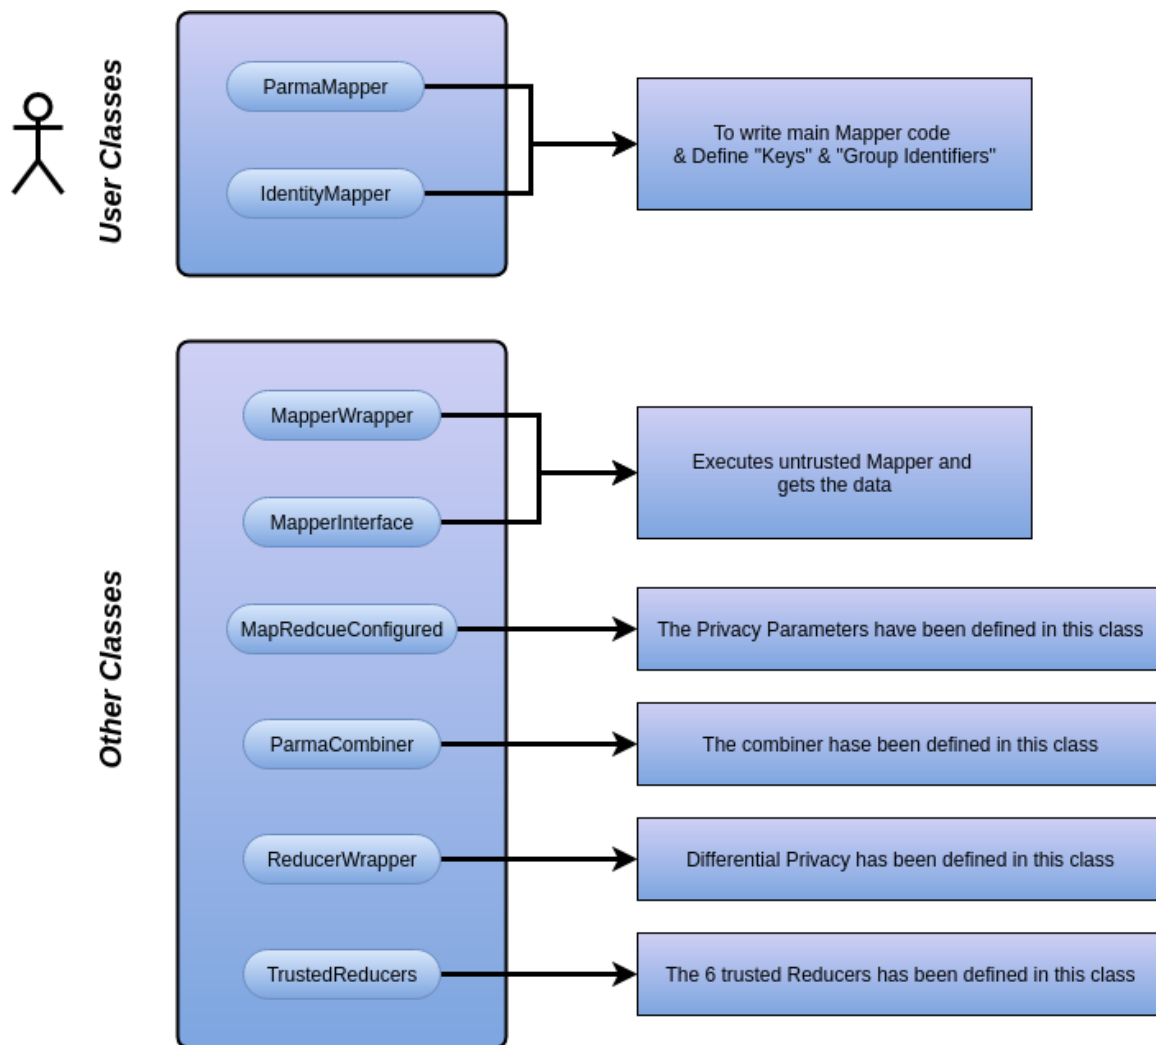 User Classes
ParmaMapper
IdentityMapper
To write main Mapper code
& Define "Keys" & "Group Identifiers"
Other Classes
MapperWrapper
MapperInterface
Executes untrusted Mapper and
gets the data
MapRedcueConfigured
The Privacy Parameters have been defined in this class
ParmaCombiner
The combiner hase been defined in this class
ReducerWrapper
Differential Privacy has been defined in this class
TrustedReducers
The 6 trusted Reducers has been defined in this class